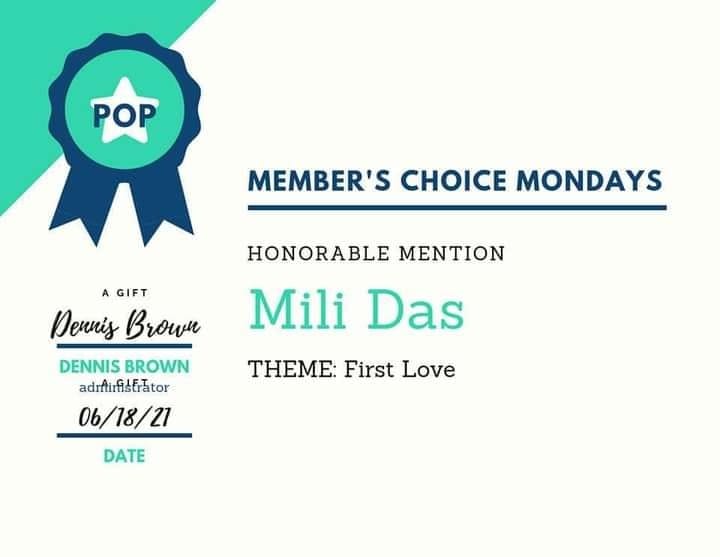 POP
MEMBER'S CHOICE MONDAYS
HONORABLE MENTION
Mili Das
THEME: First Love
A GIFT
Dennis Brown
DENNIS BROWN
A GIFT
administrator
06/18/21
DATE